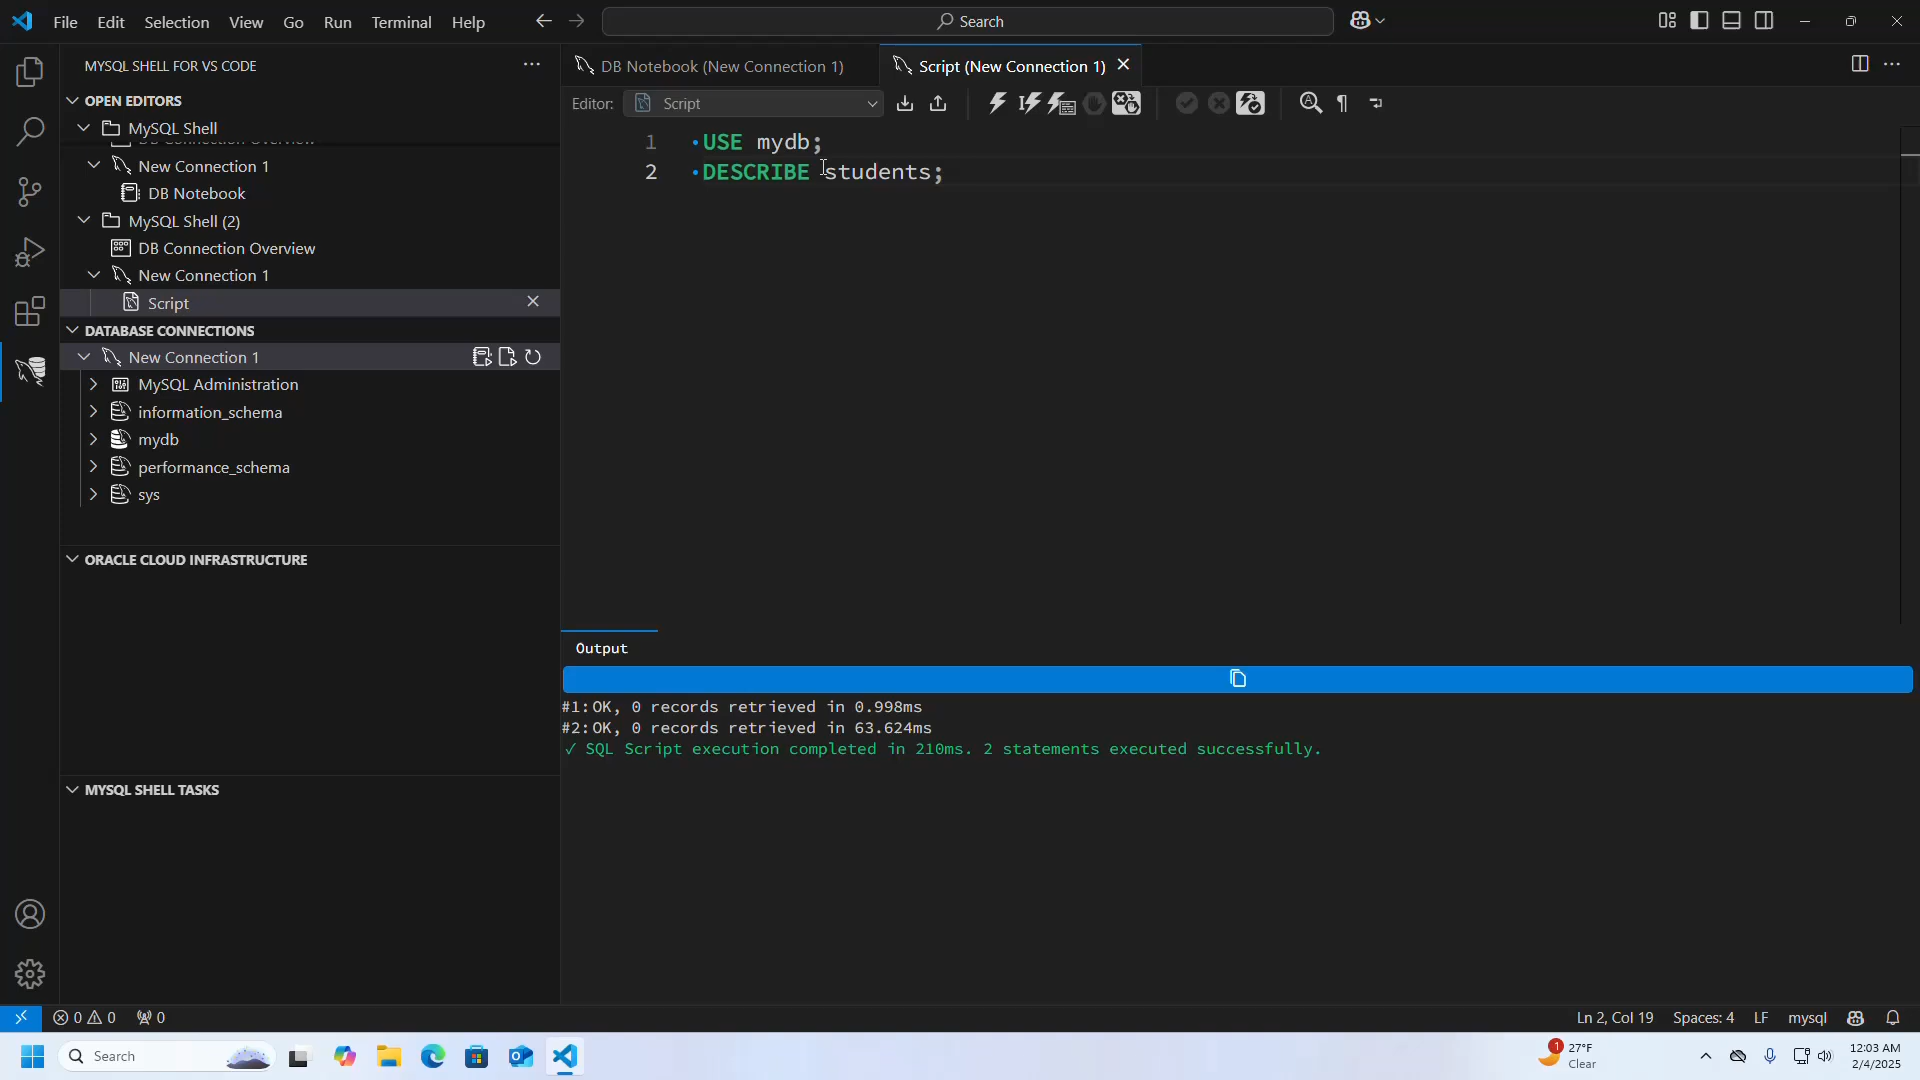 File Edit Selection View Go Run Terminal Help
Search
MYSQL SHELL FOR VS CODE
OPEN EDITORS
MySQL Shell
DB Connection Overview
New Connection 1
DB Notebook
MySQL Shell (2)
DB Connection Overview
New Connection 1
Script
DATABASE CONNECTIONS
New Connection 1
MySQL Administration
information_schema
mydb
performance_schema
sys
ORACLE CLOUD INFRASTRUCTURE
MYSQL SHELL TASKS
DB Notebook (New Connection 1)
Script (New Connection 1)
Editor: Script
1 USE mydb;
2 DESCRIBE students;
Output
#1:OK, 0 records retrieved in 0.998ms
#2:OK, 0 records retrieved in 63.624ms
✓ SQL Script execution completed in 210ms. 2 statements executed successfully.
0 0 0
Ln 2, Col 19 Spaces: 4 LF mysql
Search
1
27°F
Clear
12:03 AM
2/4/2025